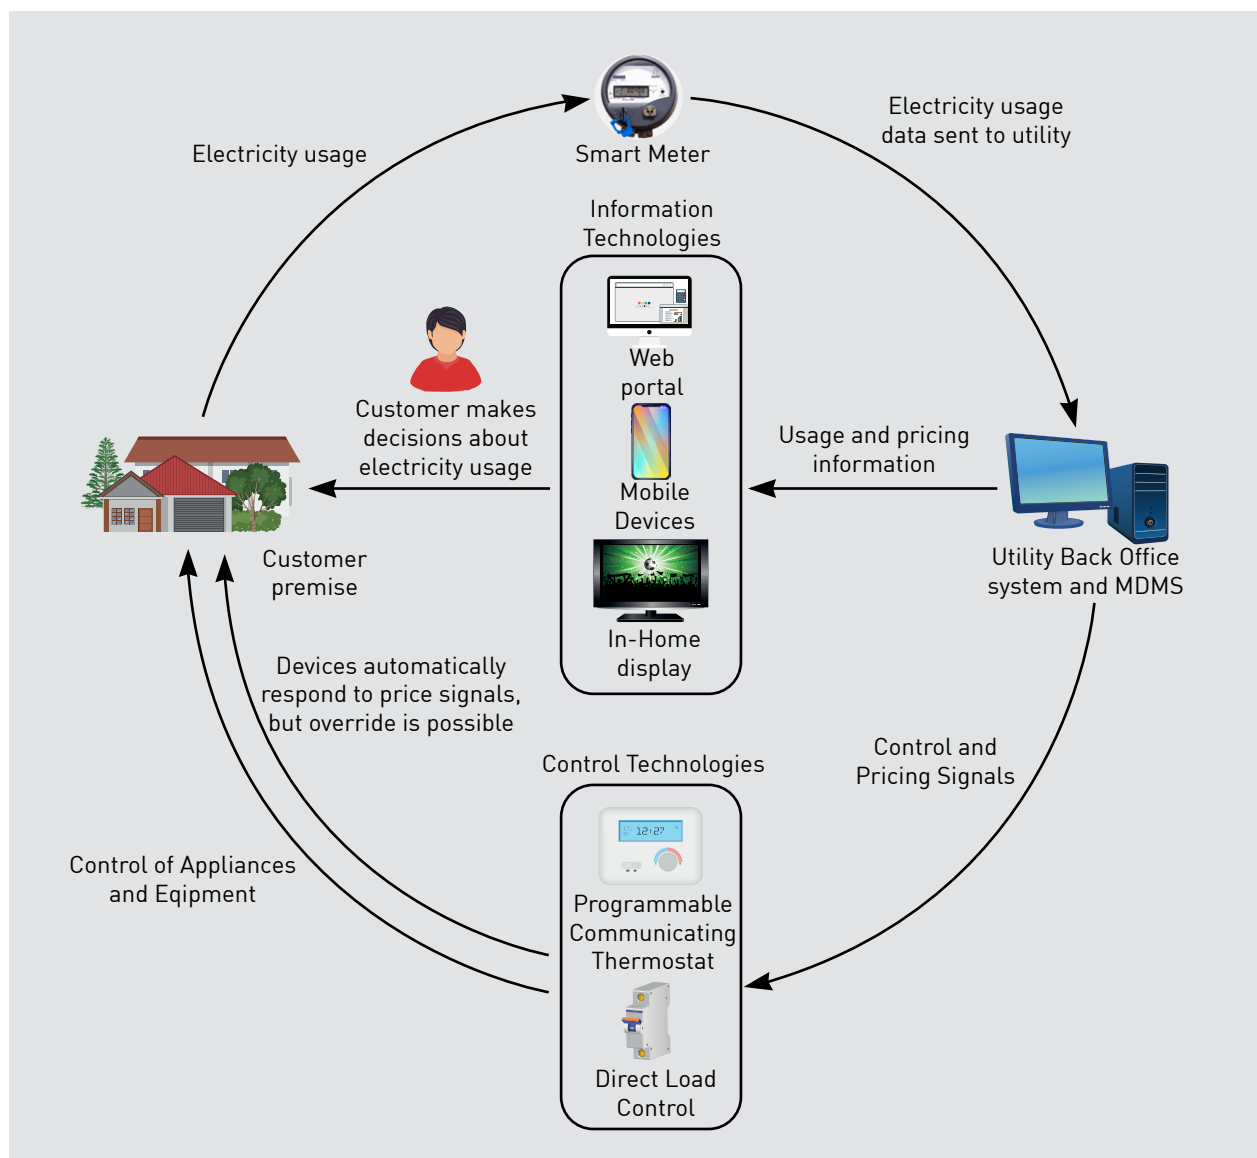 Electricity usage
Smart Meter
Electricity usage
data sent to utility
Information
Technologies
Web
portal
Mobile
Devices
In-Home
display
Customer makes
decisions about
electricity usage
Usage and pricing
information
Customer
premise
Utility Back Office
system and MDMS
Devices automatically
respond to price signals,
but override is possible
Control and
Pricing Signals
Control Technologies
12:27
Programmable
Communicating
Thermostat
Direct Load
Control
Control of Appliances
and Eqipment